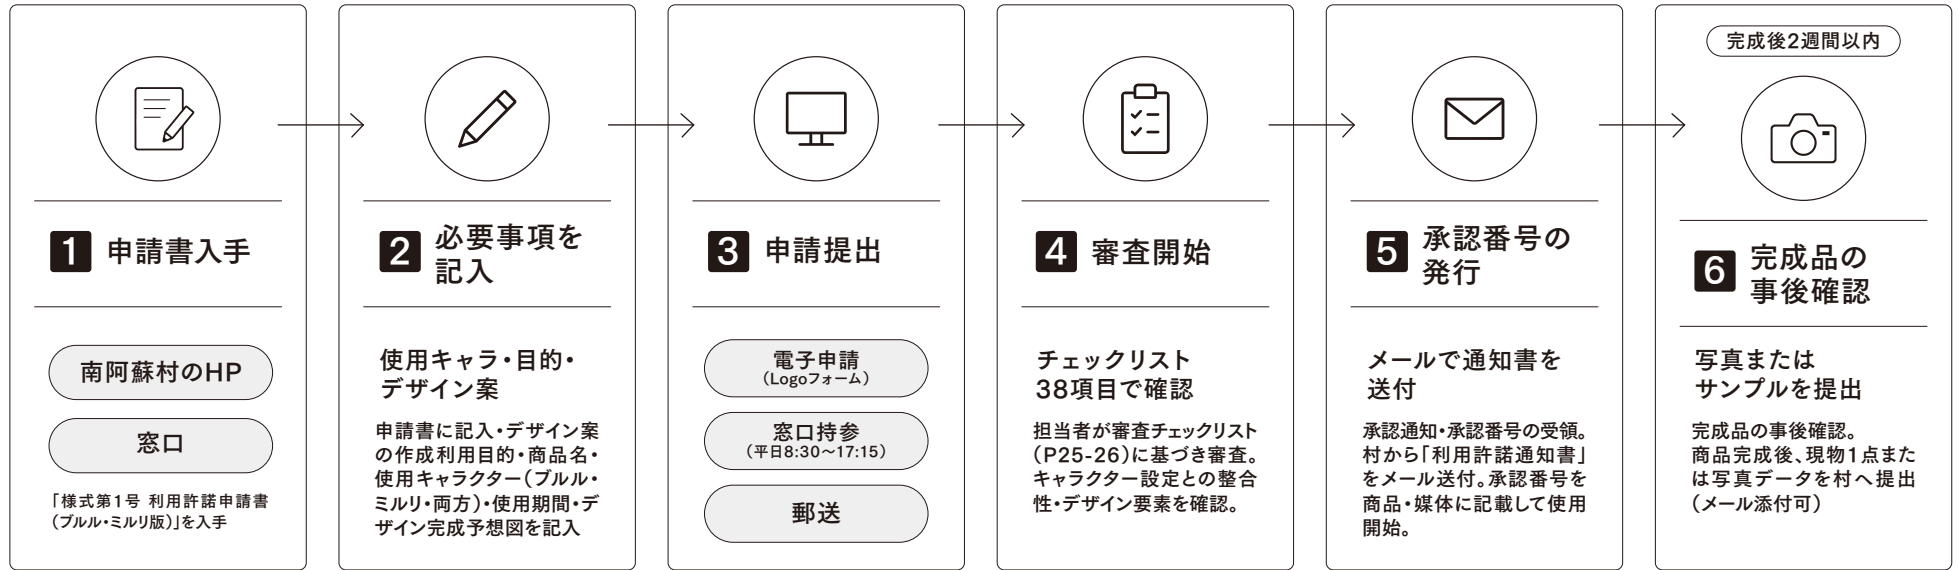 1 申請書入手
南阿蘇村のHP
窓口
「様式第1号 利用許諾申請書
(ブルル・ミルリ版)」を入手
2 必要事項を
記入
使用キャラ・目的・
デザイン案
申請書に記入・デザイン案
の作成利用目的・商品名・
使用キャラクター(ブルル・
ミルリ・両方)・使用期間・デ
ザイン完成予想図を記入
3 申請提出
電子申請
(Logoフォーム)
窓口持参
(平日8:30〜17:15)
郵送
4 審査開始
チェックリスト
38項目で確認
担当者が審査チェックリスト
(P25-26)に基づき審査。
キャラクター設定との整合
性・デザイン要素を確認。
5 承認番号の
発行
メールで通知書を
送付
承認通知・承認番号の受領。
村から「利用許諾通知書」
をメール送付。承認番号を
商品・媒体に記載して使用
開始。
完成後2週間以内
6 完成品の
事後確認
写真または
サンプルを提出
完成品の事後確認。
商品完成後、現物1点また
は写真データを村へ提出
(メール添付可)